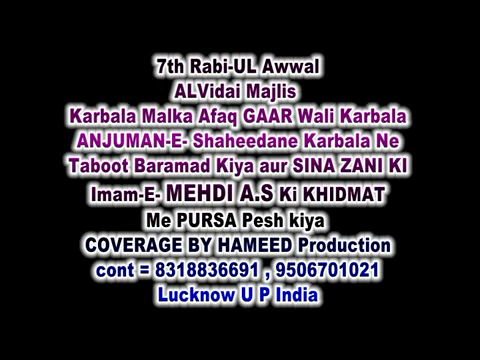 7th Rabi-UL Awwal
ALVidai Majlis
Karbala Malka Afaq GAAR Wali Karbala
ANJUMAN-E- Shaheedane Karbala Ne
Taboot Baramad Kiya aur SINA ZANI KI
Imam-E- MEHDI A.S Ki KHIDMAT
Me PURSA Pesh kiya
COVERAGE BY HAMEED Production
cont = 8318836691 , 9506701021
Lucknow U P India